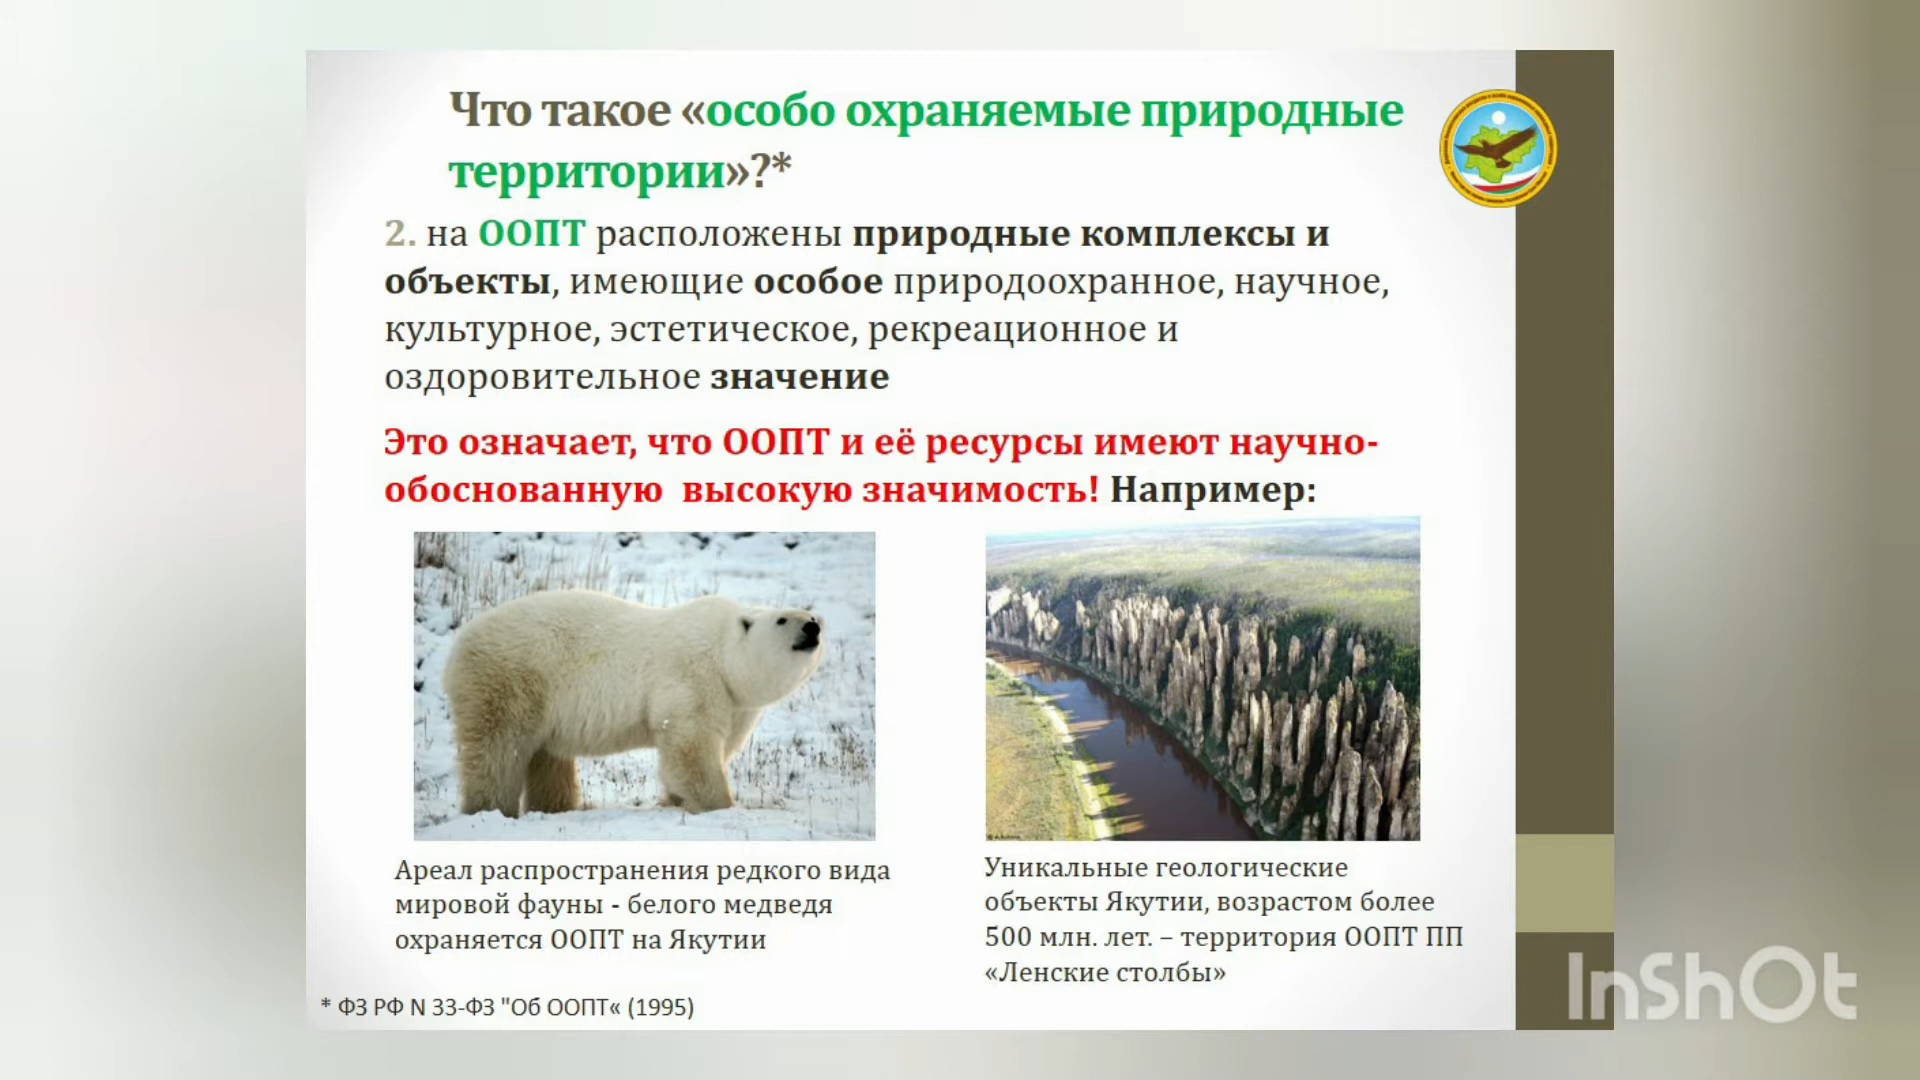 Что такое «особо охраняемые природные
территории»?*
2. на ООПТ расположены природные комплексы и
объекты, имеющие особое природоохранное, научное,
культурное, эстетическое, рекреационное и
оздоровительное значение
Это означает, что ООПТ и её ресурсы имеют научно-
обоснованную высокую значимость! Например:
Ареал распространения редкого вида
мировой фауны - белого медведя
охраняется ООПТ на Якутии
Уникальные геологические
объекты Якутии, возрастом более
500 млн. лет. – территория ООПТ ПП
«Ленские столбы»
* ФЗ РФ N 33-ФЗ "Об ООПТ« (1995)
InShOt